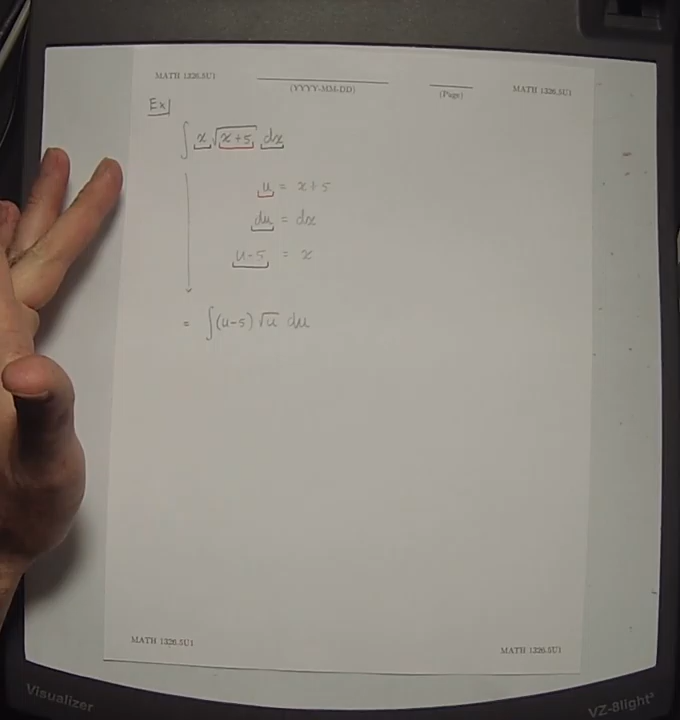 MATH 1326.SU1 (YYYY-MM-DD) (Page) MATH 1326.SU1
Ex1
∫ x √(x+5) dx
u = x+5
du = dx
u-5 = x
= ∫(u-5) √u du
MATH 1326.SU1 MATH 1326.SU1
Visualizer VZ-8light³